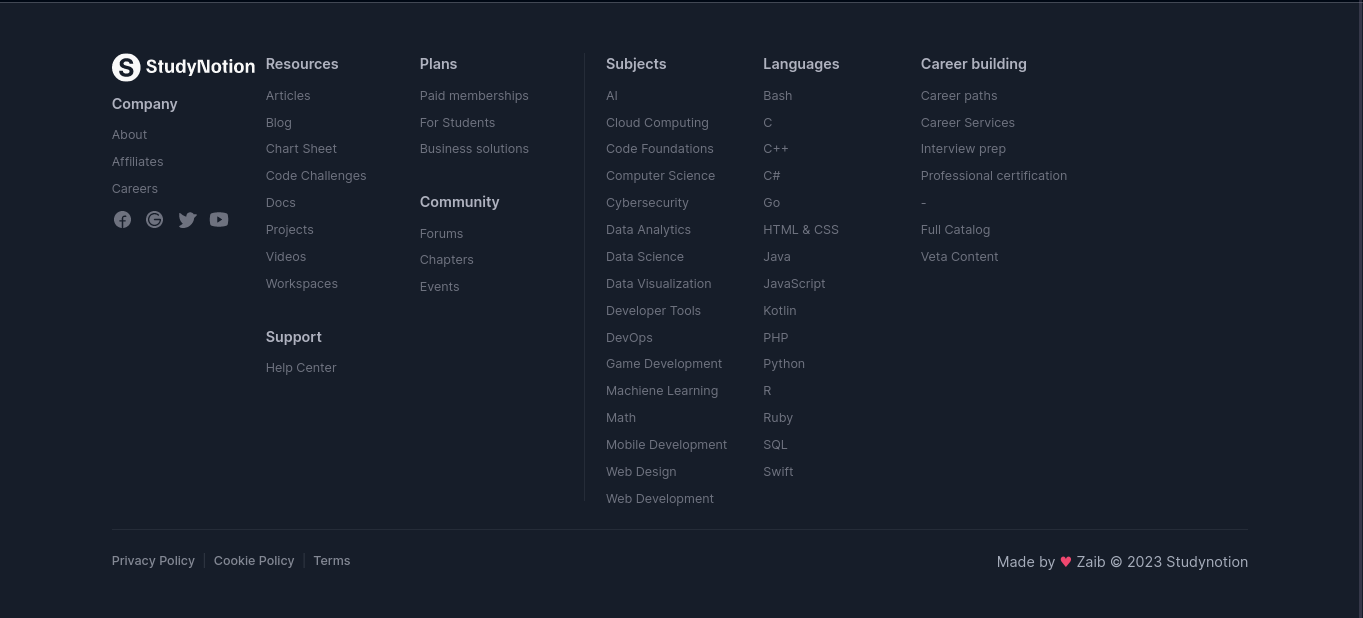 StudyNotion
Company
About
Affiliates
Careers
Resources
Articles
Blog
Chart Sheet
Code Challenges
Docs
Projects
Videos
Workspaces
Support
Help Center
Plans
Paid memberships
For Students
Business solutions
Community
Forums
Chapters
Events
Subjects
AI
Cloud Computing
Code Foundations
Computer Science
Cybersecurity
Data Analytics
Data Science
Data Visualization
Developer Tools
DevOps
Game Development
Machiene Learning
Math
Mobile Development
Web Design
Web Development
Languages
Bash
C
C++
C#
Go
HTML & CSS
Java
JavaScript
Kotlin
PHP
Python
R
Ruby
SQL
Swift
Career building
Career paths
Career Services
Interview prep
Professional certification
-
Full Catalog
Veta Content
Privacy Policy | Cookie Policy | Terms
Made by ♥ Zaib © 2023 Studynotion